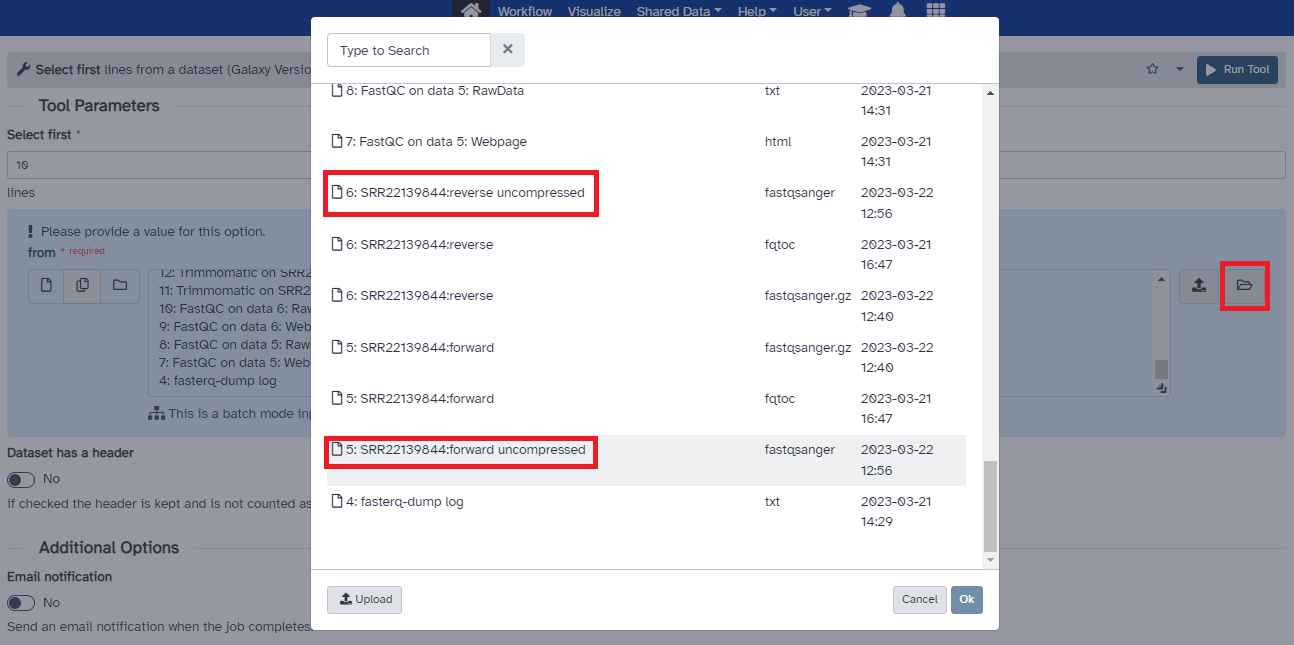 Workflow Visualize Shared Data Help User
Type to Search
Select first lines from a dataset (Galaxy Versio
Run Tool
Tool Parameters
Select first *
10
lines
Please provide a value for this option.
from * required
12: Trimmomatic on SRR2
11: Trimmomatic on SRR2
10: FastQC on data 6: Raw
9: FastQC on data 6: Web
8: FastQC on data 5: Raw
7: FastQC on data 5: Web
4: fasterq-dump log
This is a batch mode inp
Dataset has a header
No
if checked the header is kept and is not counted as
Additional Options
Email notification
No
Send an email notification when the job completes.
8: FastQC on data 5: RawData txt 2023-03-21
14:31
7: FastQC on data 5: Webpage html 2023-03-21
14:31
6: SRR22139844:reverse uncompressed fastqsanger 2023-03-22
12:56
6: SRR22139844:reverse fqtoc 2023-03-21
16:47
6: SRR22139844:reverse fastqsanger.gz 2023-03-22
12:40
5: SRR22139844:forward fastqsanger.gz 2023-03-22
12:40
5: SRR22139844:forward fqtoc 2023-03-21
16:47
5: SRR22139844:forward uncompressed fastqsanger 2023-03-22
12:56
4: fasterq-dump log txt 2023-03-21
14:29
Upload
Cancel
Ok